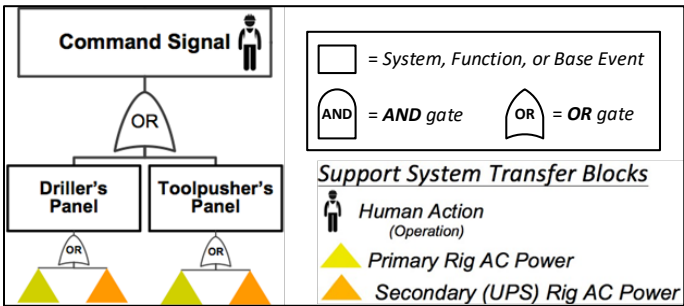 Command Signal
OR
Driller's
Panel
Toolpusher's
Panel
OR
OR
= System, Function, or Base Event
AND
= AND gate
OR
= OR gate
Support System Transfer Blocks
Human Action
(Operation)
Primary Rig AC Power
Secondary (UPS) Rig AC Power